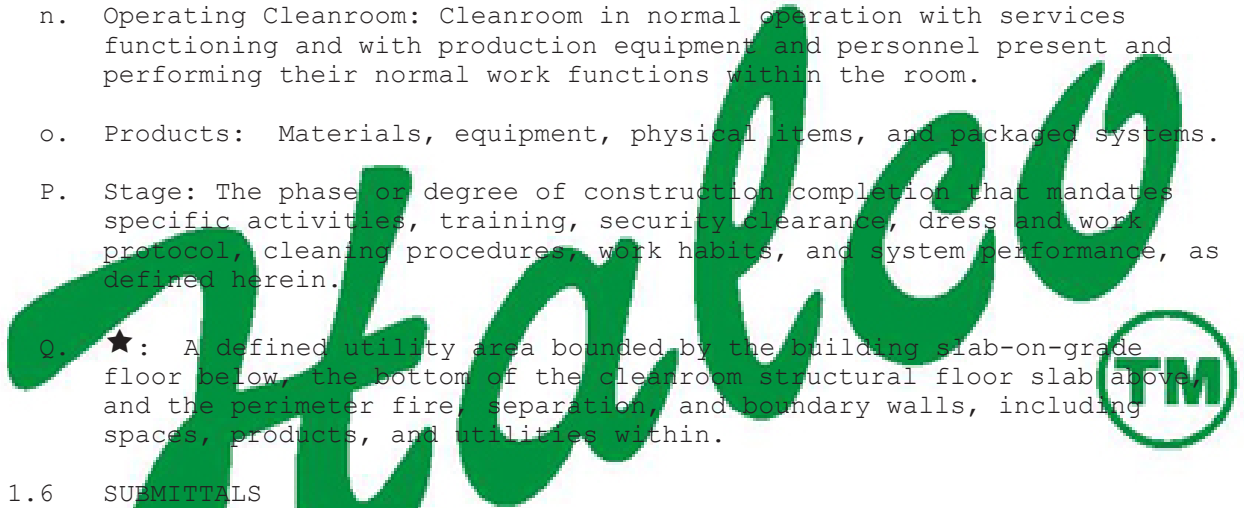 n. Operating Cleanroom: Cleanroom in normal operation with services
functioning and with production equipment and personnel present and
performing their normal work functions within the room.
o. Products: Materials, equipment, physical items, and packaged systems.
P. Stage: The phase or degree of construction completion that mandates
specific activities, training, security clearance, dress and work
protocol, cleaning procedures, work habits, and system performance, as
defined herein.
Q. ★: A defined utility area bounded by the building slab-on-grade
floor below, the bottom of the cleanroom structural floor slab above,
and the perimeter fire, separation, and boundary walls, including
spaces, products, and utilities within.
1.6 SUBMITTALS
Halco
TM